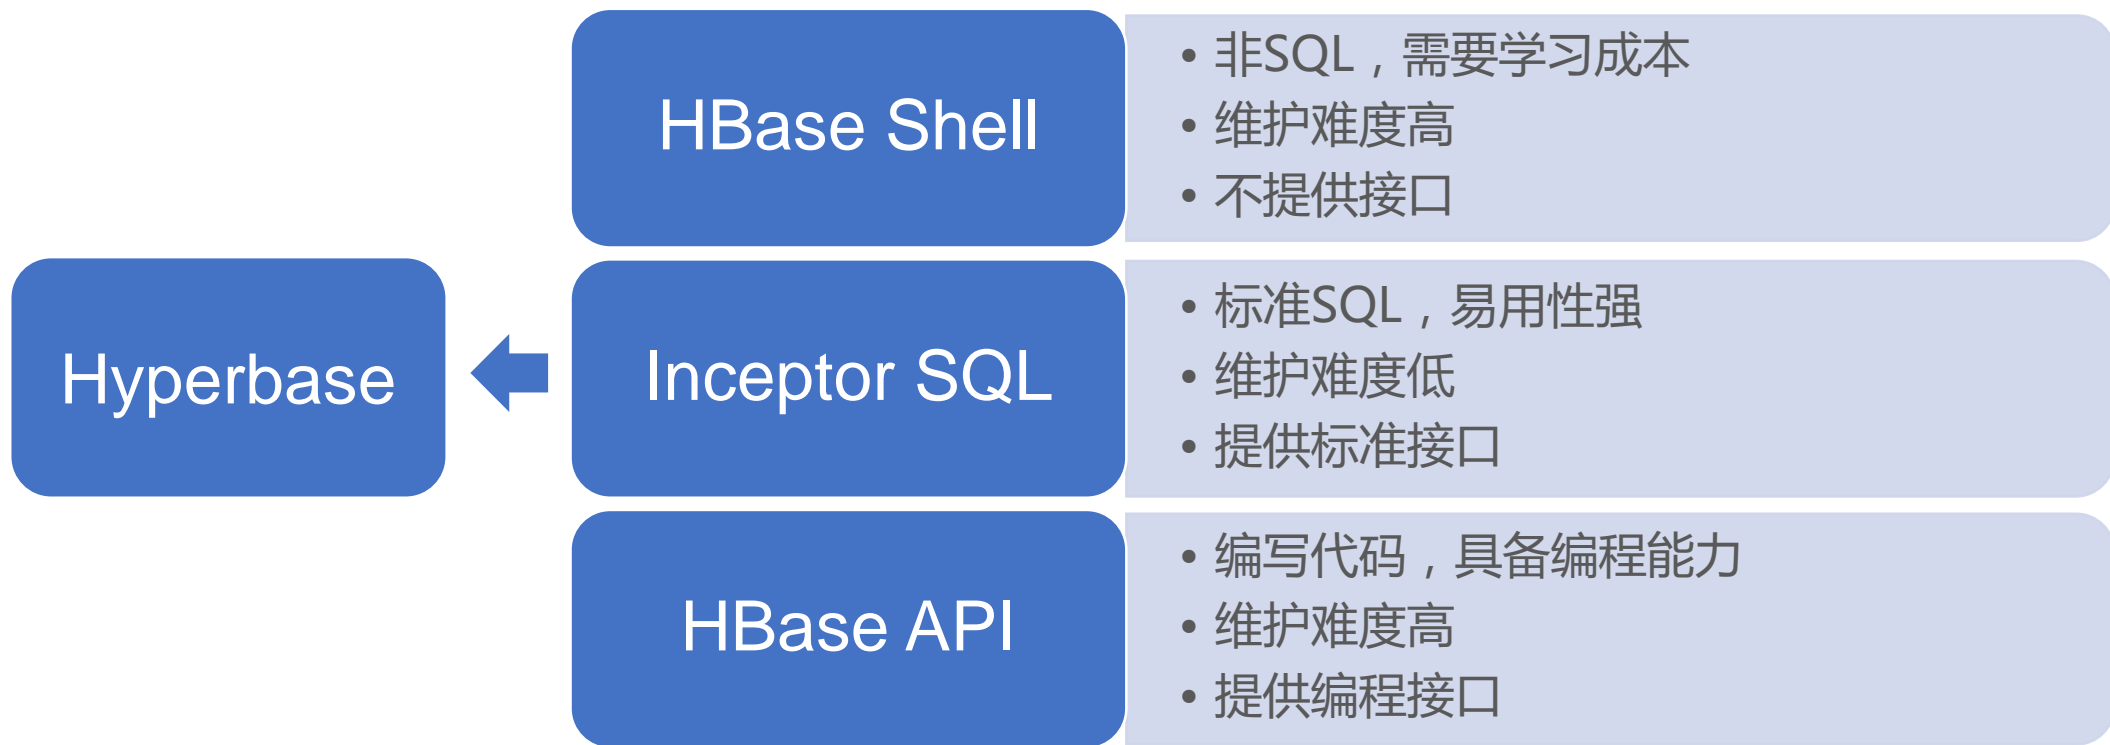 HBase Shell
• 非SQL，需要学习成本
• 维护难度高
• 不提供接口
Hyperbase
Inceptor SQL
• 标准SQL，易用性强
• 维护难度低
• 提供标准接口
HBase API
• 编写代码，具备编程能力
• 维护难度高
• 提供编程接口